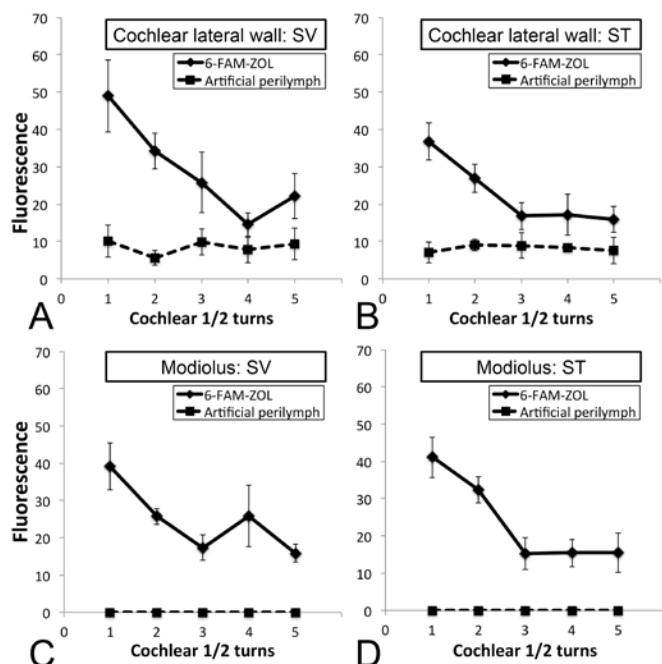 Cochlear lateral wall: SV
6-FAM-ZOL
Artificial perilymph
Fluorescence
70
60
50
40
30
20
10
0
0 1 2 3 4 5
A
Cochlear 1/2 turns
Cochlear lateral wall: ST
6-FAM-ZOL
Artificial perilymph
70
60
50
40
30
20
10
0
0 1 2 3 4 5
B
Cochlear 1/2 turns
Modiolus: SV
6-FAM-ZOL
Artificial perilymph
Fluorescence
70
60
50
40
30
20
10
0
0 1 2 3 4 5
C
Cochlear 1/2 turns
Modiolus: ST
6-FAM-ZOL
Artificial perilymph
70
60
50
40
30
20
10
0
0 1 2 3 4 5
D
Cochlear 1/2 turns